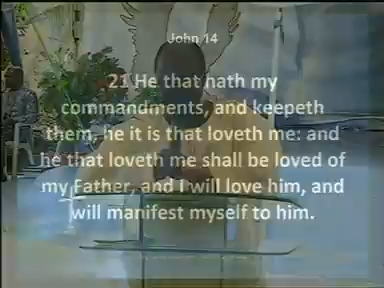 John 14
21 He that hath my
commandments, and keepeth
them, he it is that loveth me: and
he that loveth me shall be loved of
my Father, and I will love him, and
will manifest myself to him.